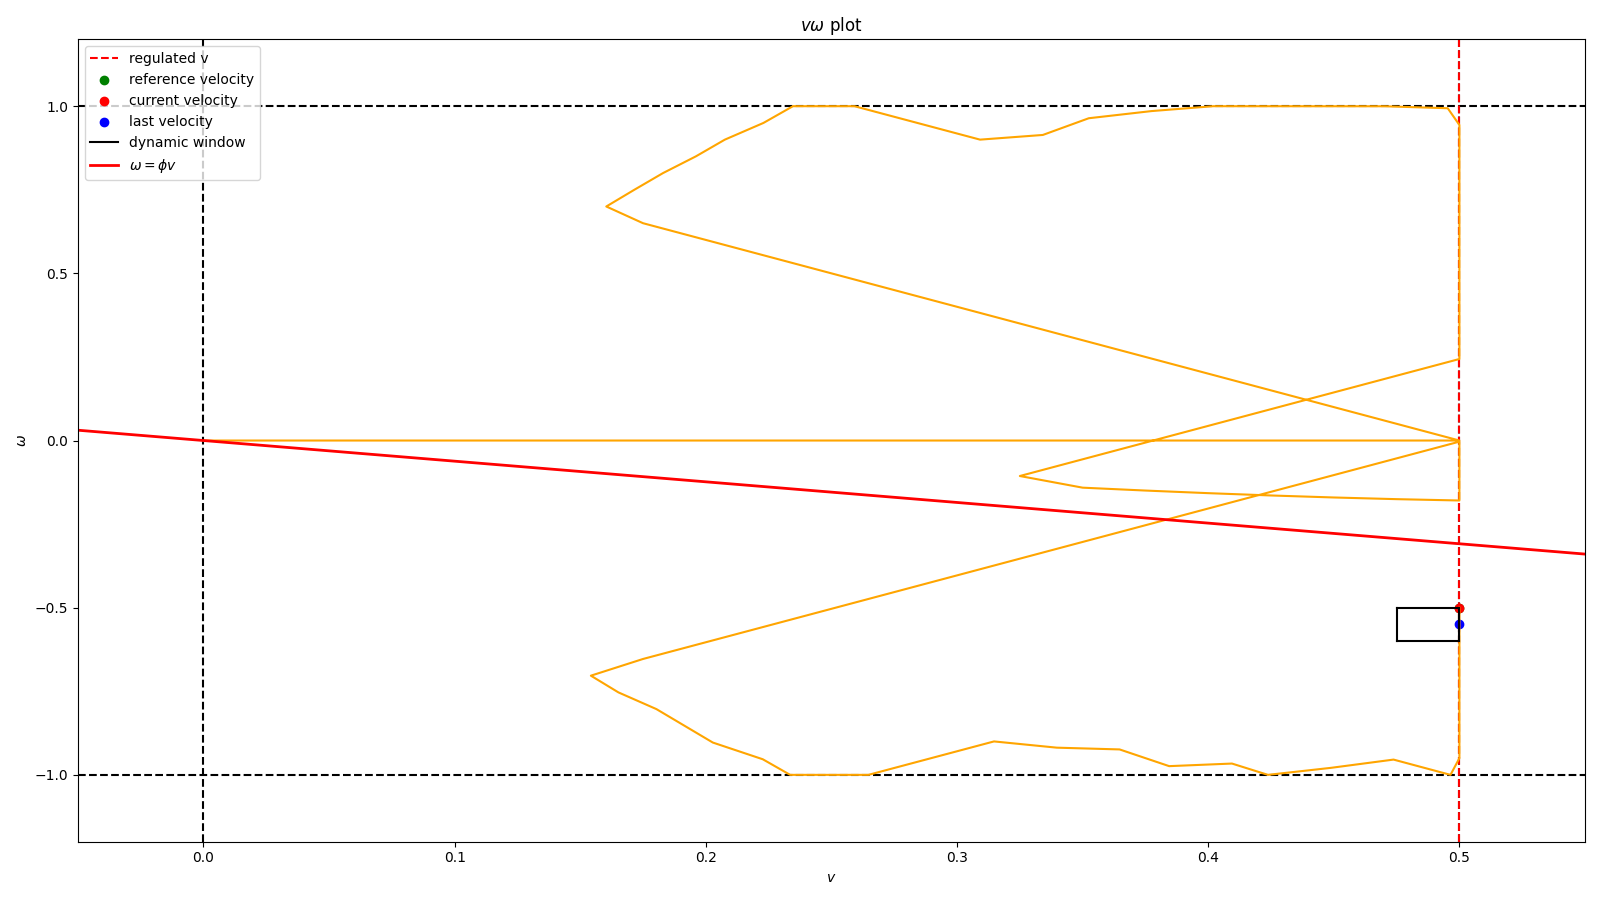 vω plot
regulated v
reference velocity
current velocity
last velocity
dynamic window
ω = ϕv
1.0
0.5
0.0
−0.5
−1.0
ω
0.0 0.1 0.2 0.3 0.4 0.5
v